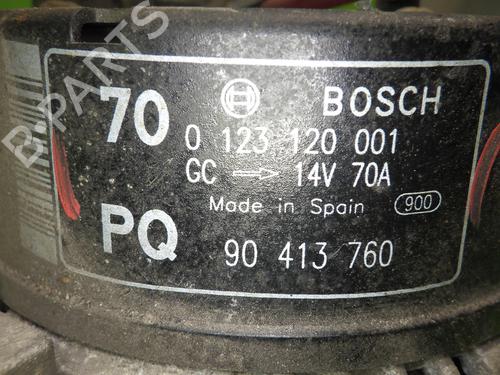 70 BOSCH
0 123 120 001
GC 14V 70A
Made in Spain 900
PQ 90 413 760
B-PARTS